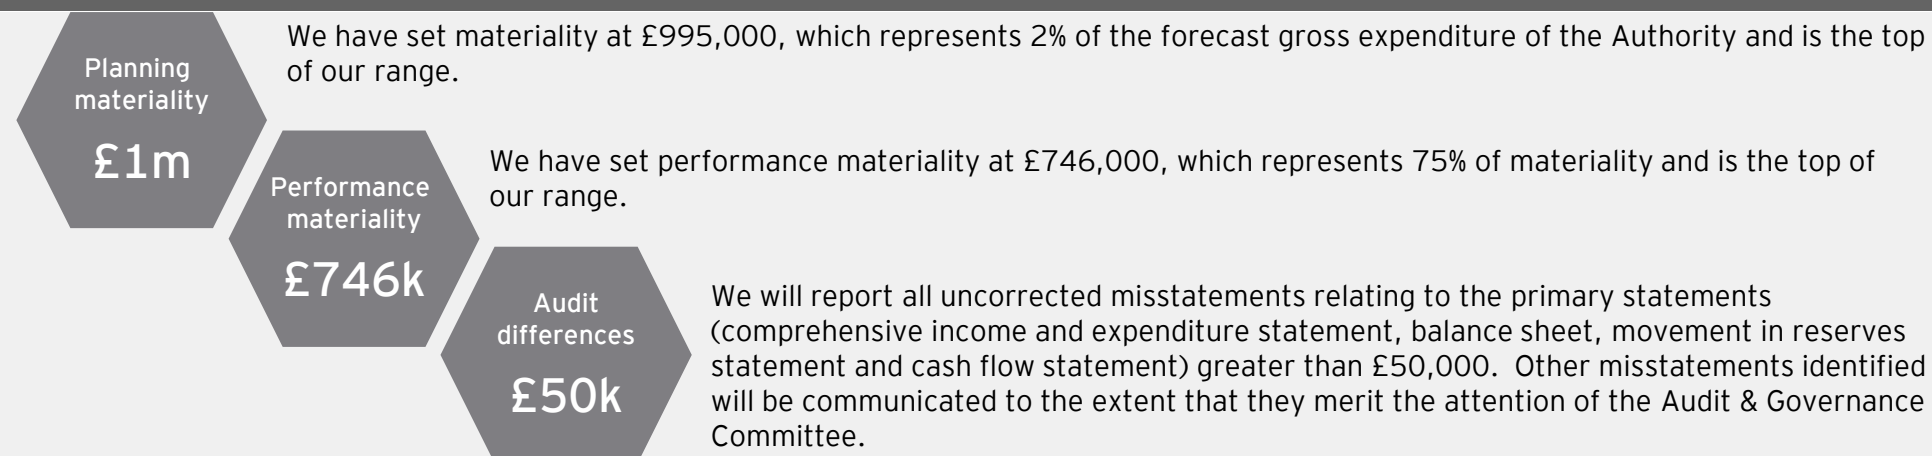 Planning
materiality
£1m
We have set materiality at £995,000, which represents 2% of the forecast gross expenditure of the Authority and is the top
of our range.
Performance
materiality
£746k
We have set performance materiality at £746,000, which represents 75% of materiality and is the top of
our range.
Audit
differences
£50k
We will report all uncorrected misstatements relating to the primary statements
(comprehensive income and expenditure statement, balance sheet, movement in reserves
statement and cash flow statement) greater than £50,000.  Other misstatements identified
will be communicated to the extent that they merit the attention of the Audit & Governance
Committee.